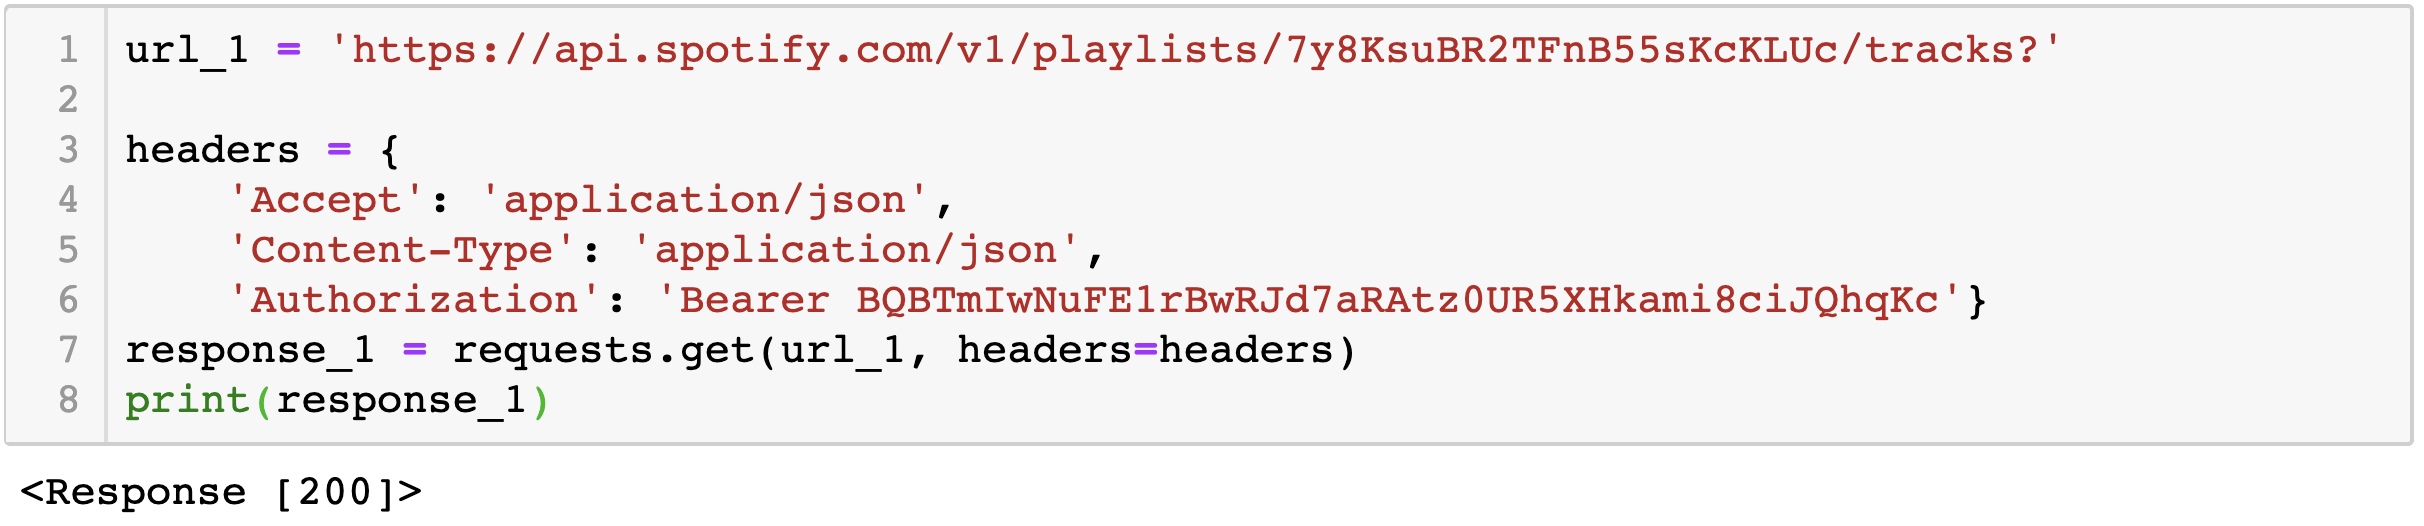 1 url_1 = 'https://api.spotify.com/v1/playlists/7y8KsuBR2TFnB55sKcKLUc/tracks?'
2
3 headers = {
4     'Accept': 'application/json',
5     'Content-Type': 'application/json',
6     'Authorization': 'Bearer BQBTmIwNuFE1rBwRJd7aRAtz0UR5XHkami8ciJQhqKc'}
7 response_1 = requests.get(url_1, headers=headers)
8 print(response_1)
<Response [200]>